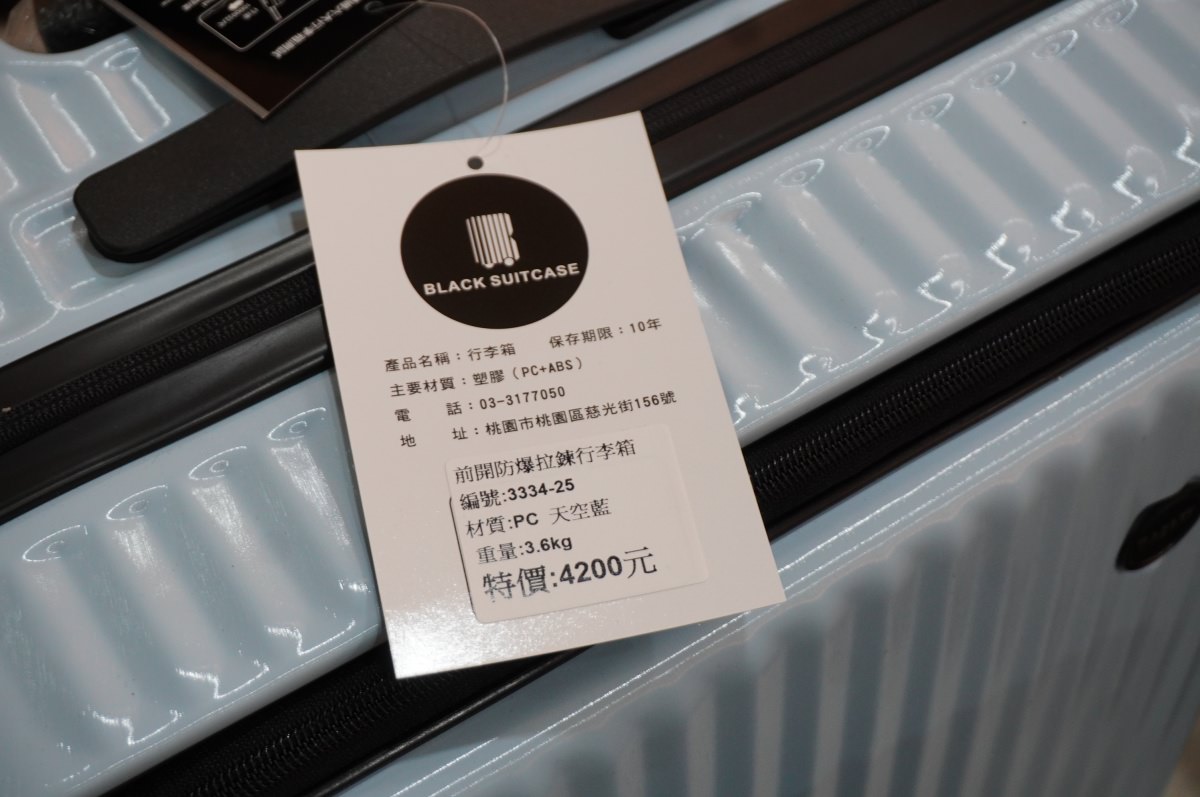 BLACK SUITCASE
產品名稱：行李箱 保存期限：10年
主要材質：塑膠（PC+ABS）
電 話：03-3177050
地 址：桃園市桃園區慈光街156號
前開防爆拉鍊行李箱
編號:3334-25
材質:PC 天空藍
重量:3.6kg
特價:4200元